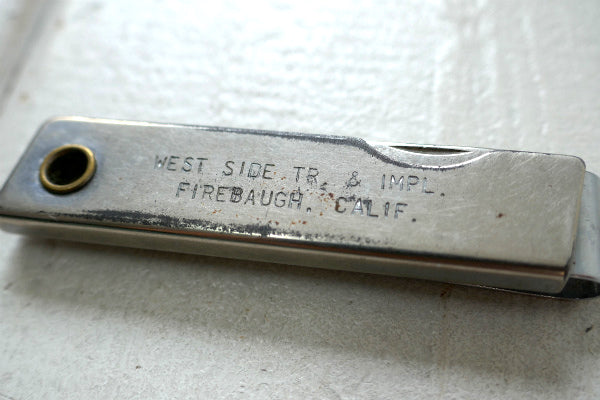 WEST SIDE TR. & IMPL.
FIREBAUGH. CALIF.